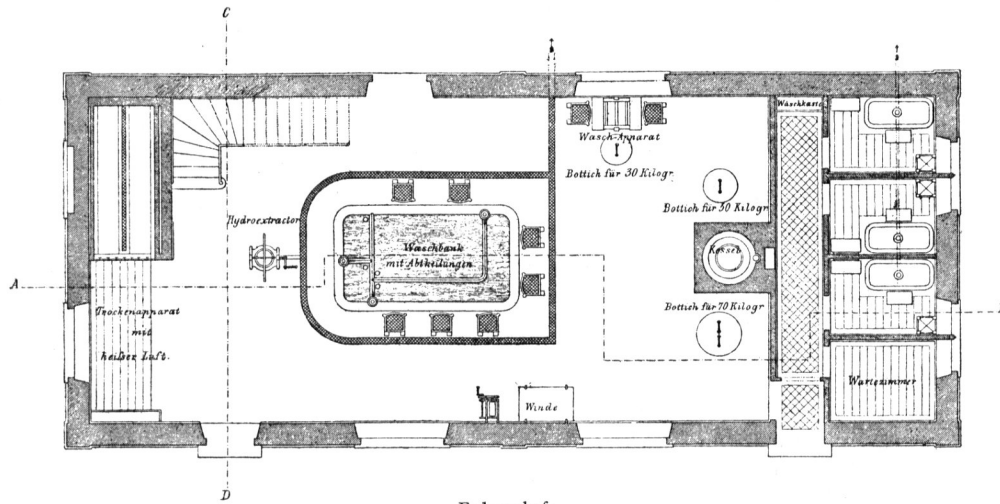 C
Wäschkaste
Wasch-Apparat
Bottich für 30 Kilogr
Bottich für 50 Kilogr
Hydroextractor
Waschbank
mit Abtheilungen
Kessel
A
Bottich für 70 Kilogr
Trockenapparat
mit
heisser Luft.
Wartezimmer
Winde
D